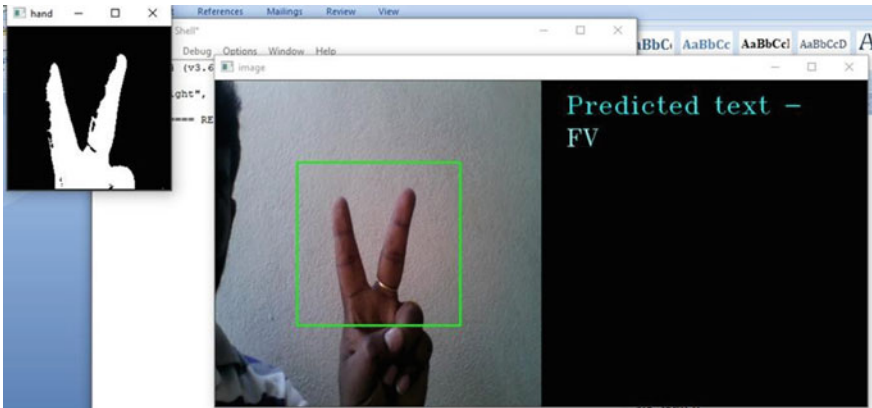 hand
References Mailings Review View
Shell"
Debug Options Window Help
image
AaBbCc AaBbCcl AaBbCcD
(v3.6
ght",
==== RE
Predicted text -
FV